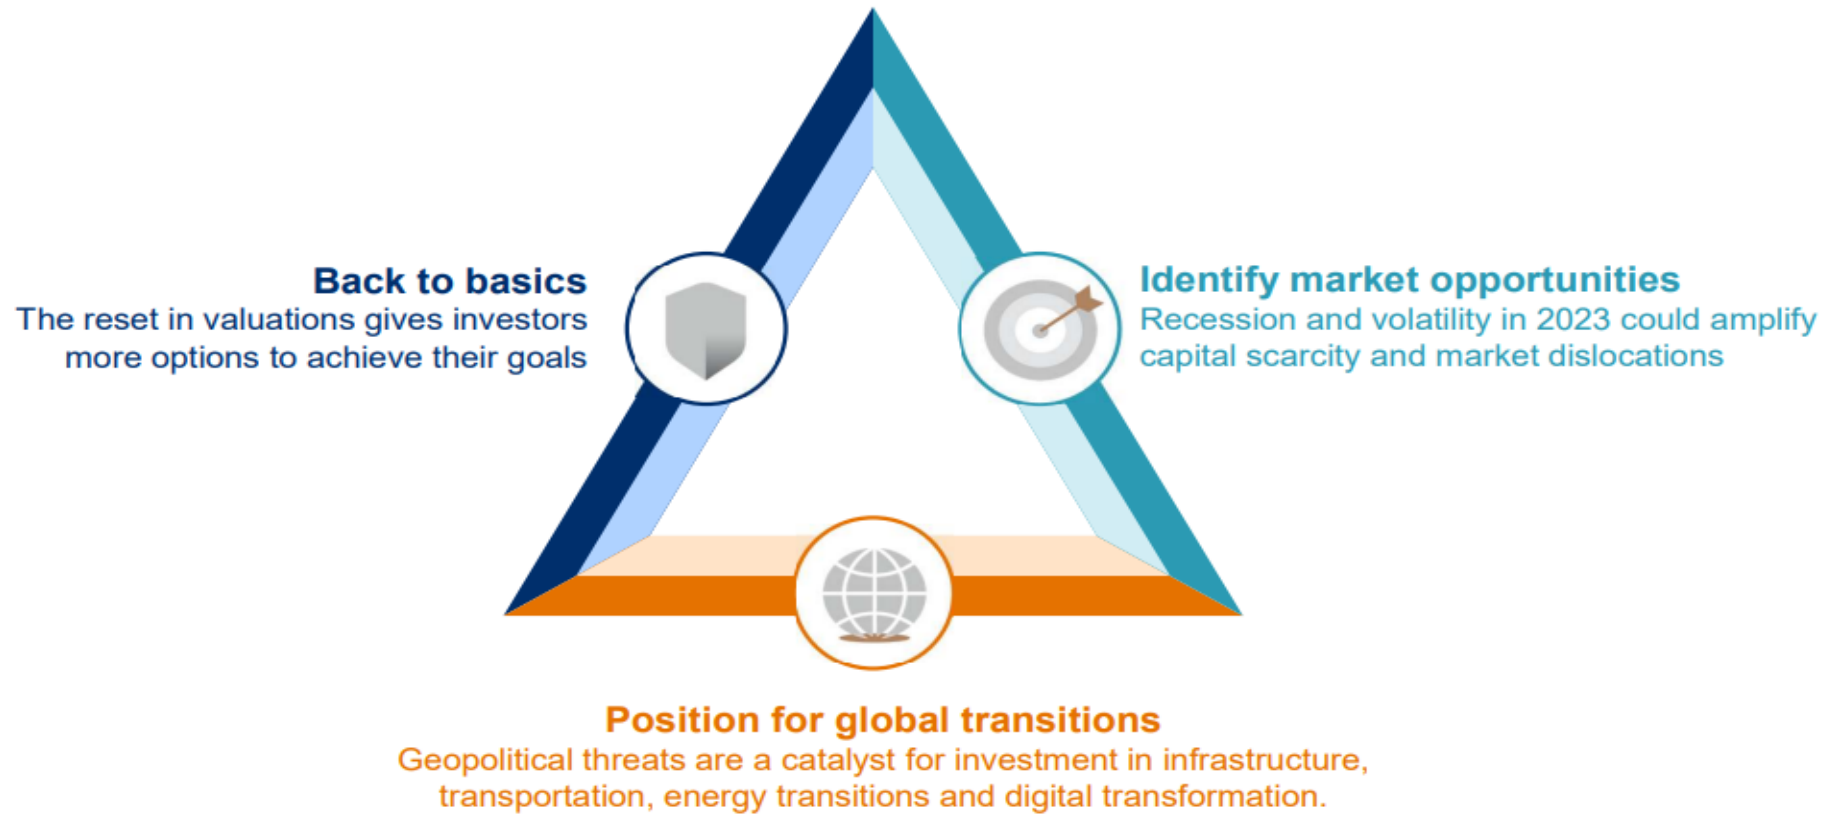 Back to basics
The reset in valuations gives investors
more options to achieve their goals
Identify market opportunities
Recession and volatility in 2023 could amplify
capital scarcity and market dislocations
Position for global transitions
Geopolitical threats are a catalyst for investment in infrastructure,
transportation, energy transitions and digital transformation.